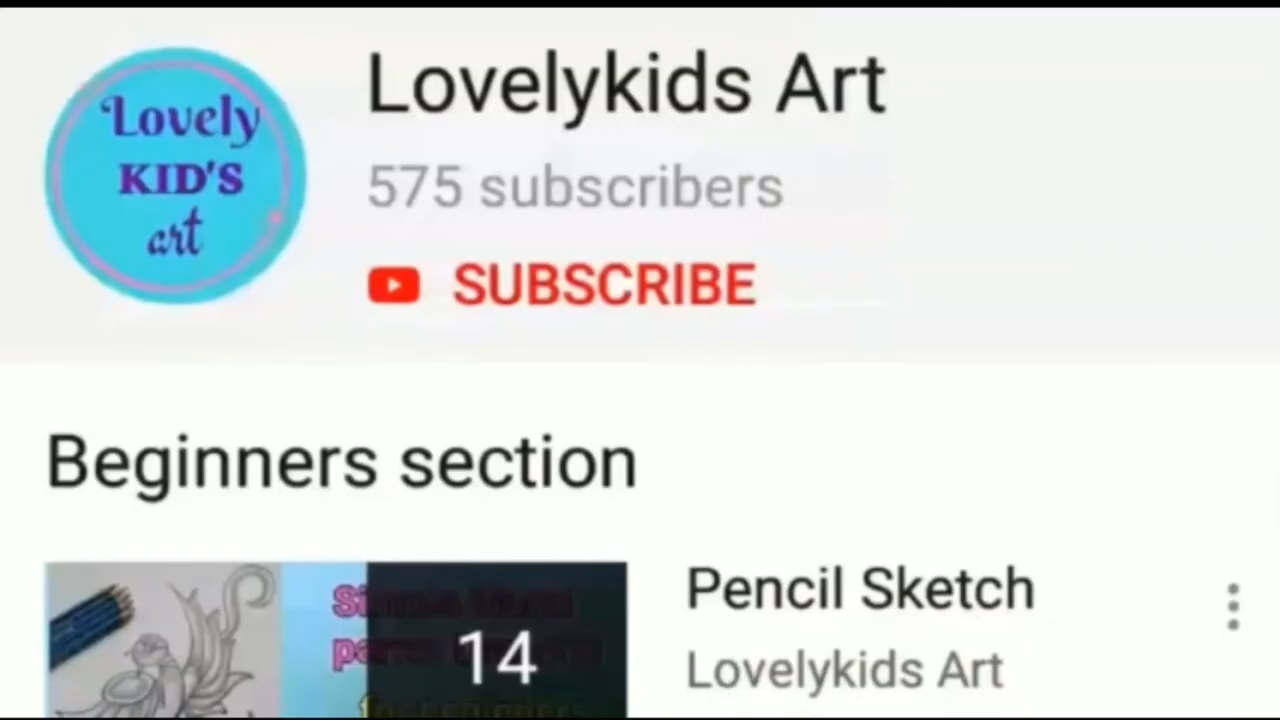 Lovely
KID'S
art
Lovelykids Art
575 subscribers
SUBSCRIBE
Beginners section
14
Pencil Sketch
Lovelykids Art